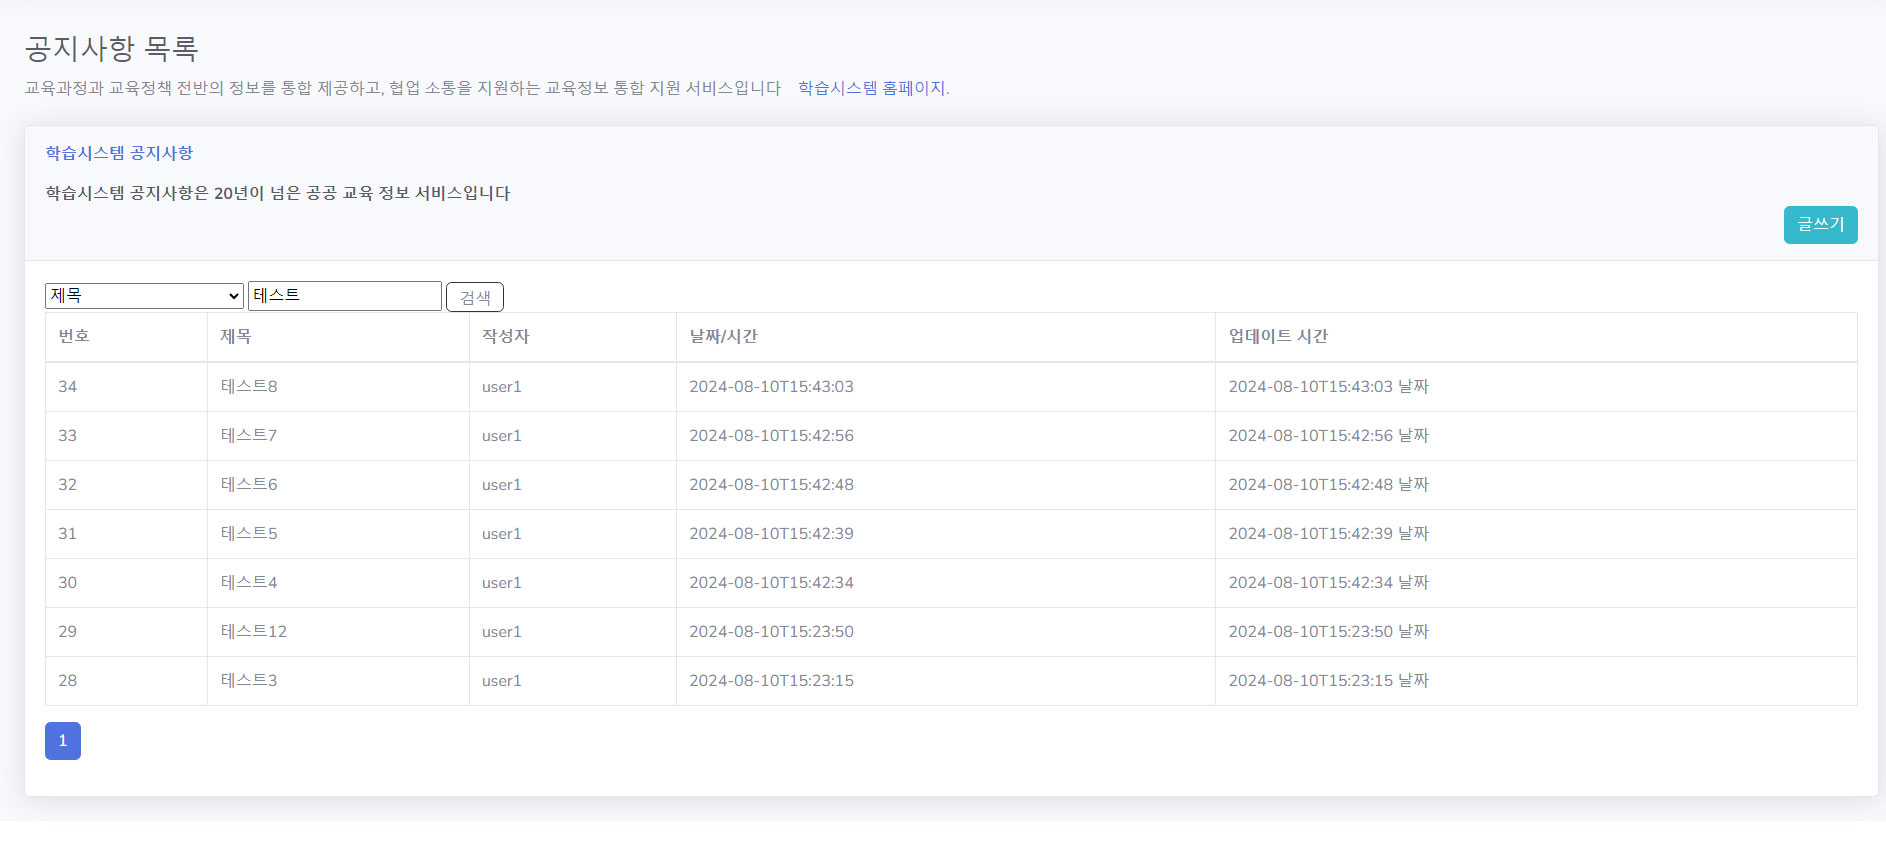 공지사항 목록
교육과정과 교육정책 전반의 정보를 통합 제공하고, 협업 소통을 지원하는 교육정보 통합 지원 서비스입니다 학습시스템 홈페이지.
학습시스템 공지사항
학습시스템 공지사항은 20년이 넘은 공공 교육 정보 서비스입니다
글쓰기
제목 테스트 검색
번호 제목 작성자 날짜/시간 업데이트 시간
34 테스트8 user1 2024-08-10T15:43:03 2024-08-10T15:43:03 날짜
33 테스트7 user1 2024-08-10T15:42:56 2024-08-10T15:42:56 날짜
32 테스트6 user1 2024-08-10T15:42:48 2024-08-10T15:42:48 날짜
31 테스트5 user1 2024-08-10T15:42:39 2024-08-10T15:42:39 날짜
30 테스트4 user1 2024-08-10T15:42:34 2024-08-10T15:42:34 날짜
29 테스트12 user1 2024-08-10T15:23:50 2024-08-10T15:23:50 날짜
28 테스트3 user1 2024-08-10T15:23:15 2024-08-10T15:23:15 날짜
1